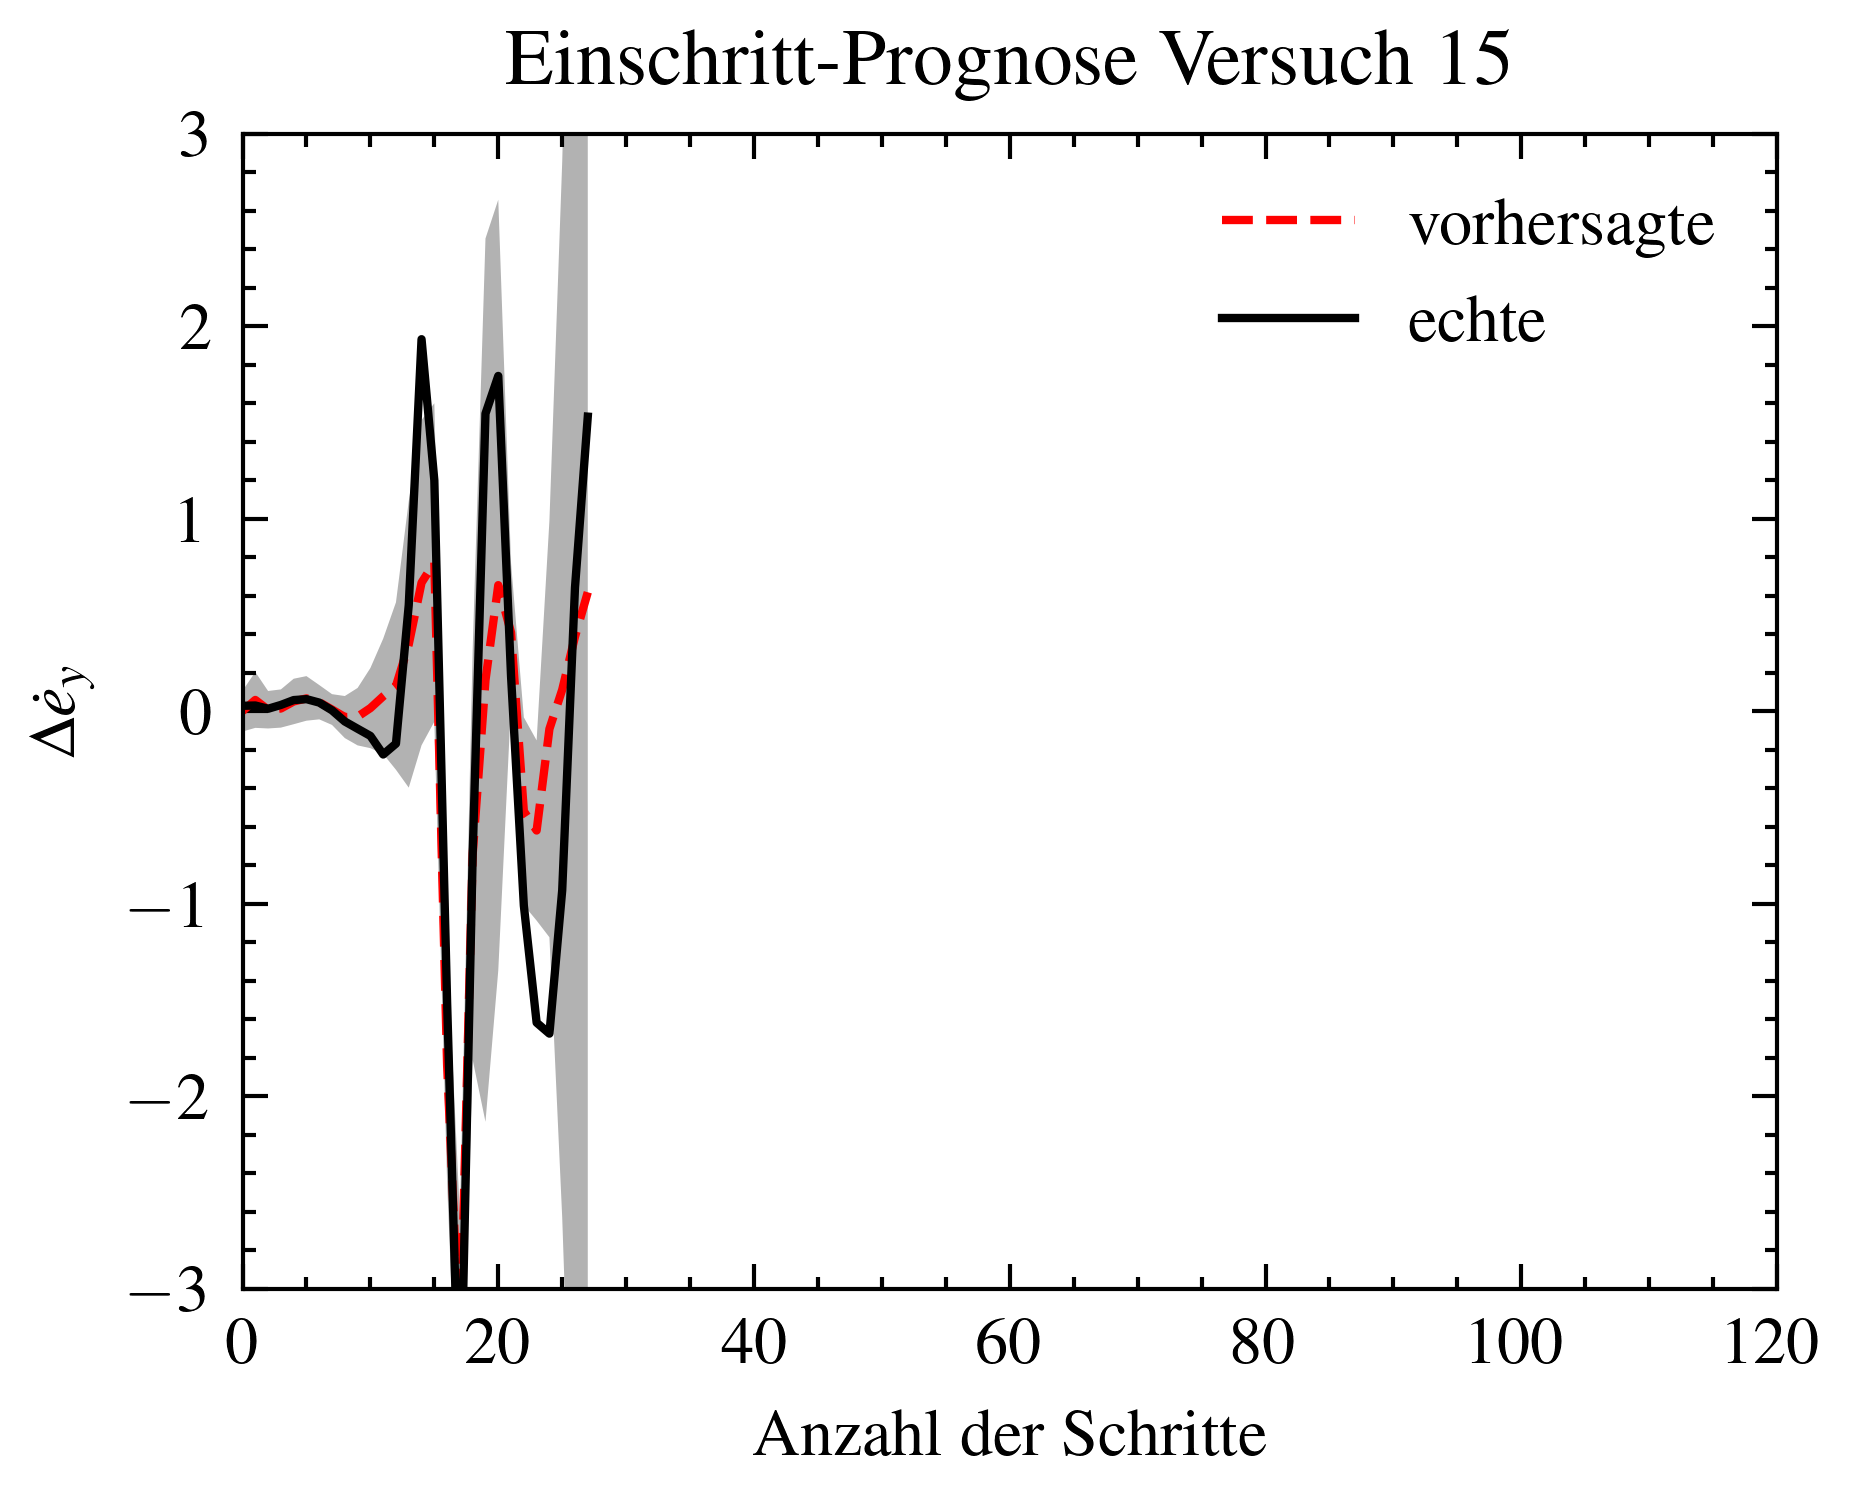 Einschritt-Prognose Versuch 15
3
2
1
0
−1
−2
−3
Δė_y
vorhersagte
echte
0 20 40 60 80 100 120
Anzahl der Schritte